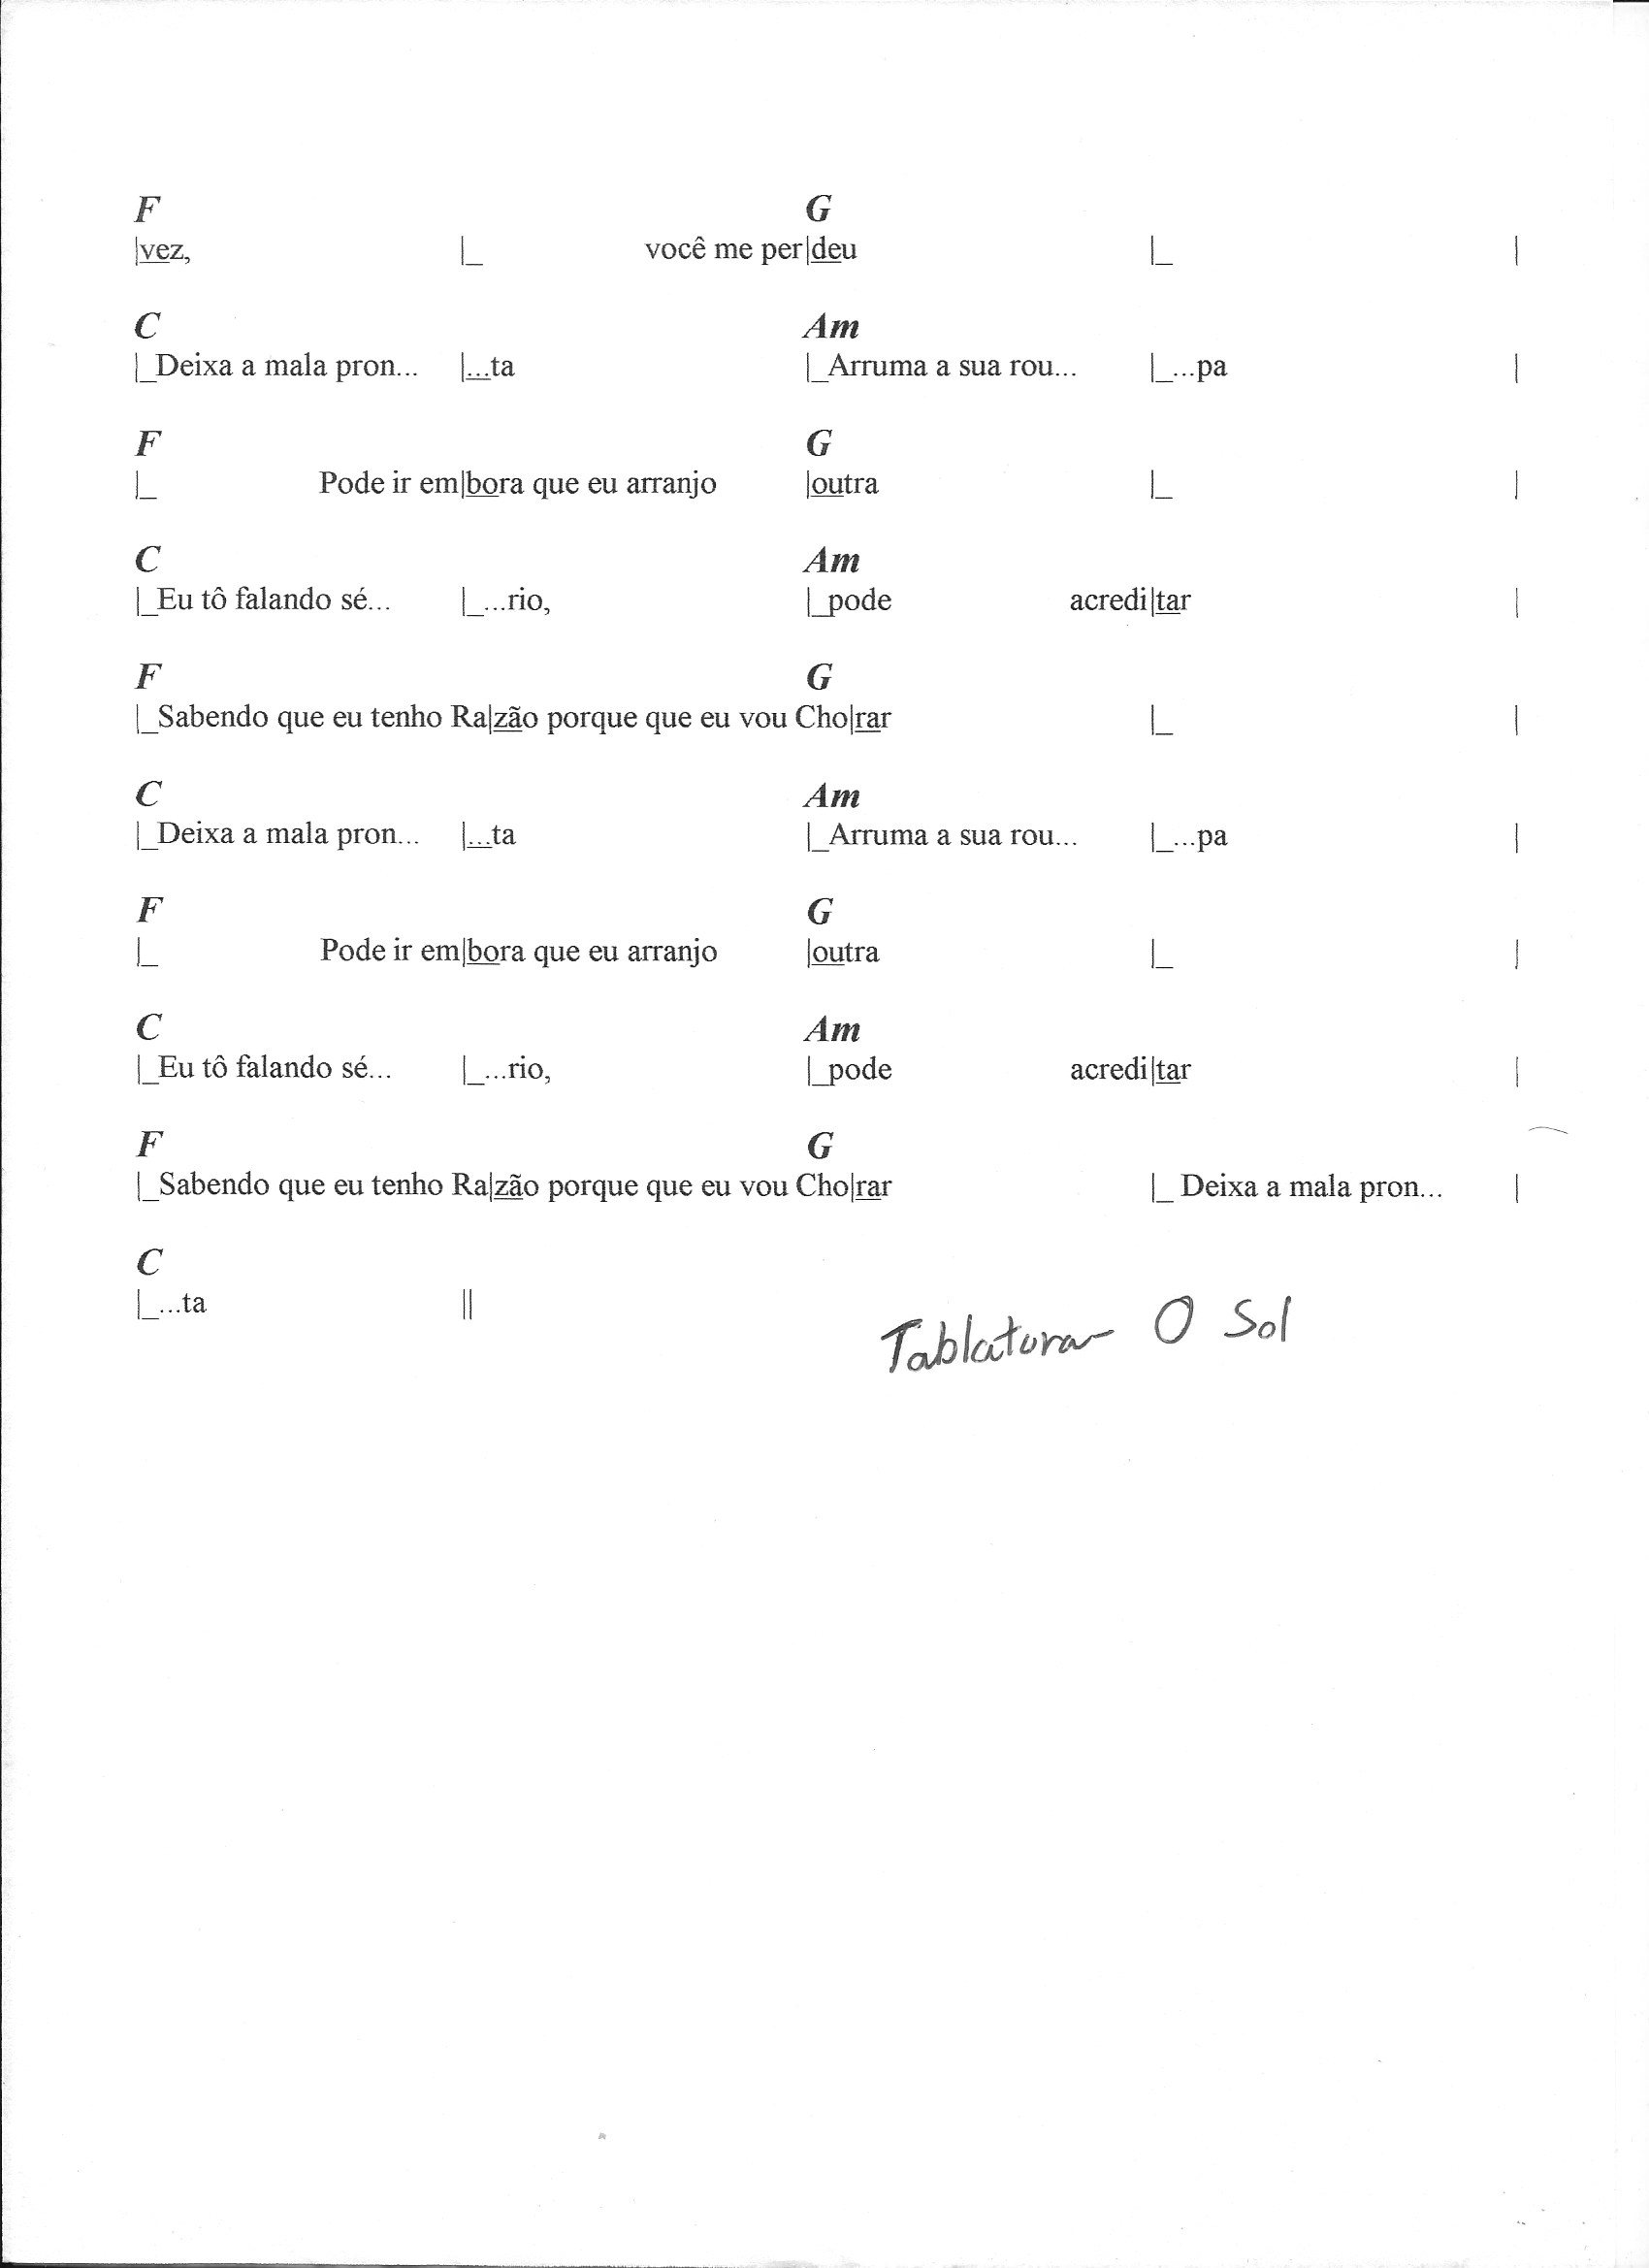 F G
|vez, |_ você me per|deu |_ |
C Am
|_Deixa a mala pron... |...ta |_Arruma a sua rou... |_...pa |
F G
|_ Pode ir em|bora que eu arranjo |outra |_ |
C Am
|_Eu tô falando sé... |_...rio, |_pode acredi|tar |
F G
|_Sabendo que eu tenho Ra|zão porque que eu vou Cho|rar |_ |
C Am
|_Deixa a mala pron... |...ta |_Arruma a sua rou... |_...pa |
F G
|_ Pode ir em|bora que eu arranjo |outra |_ |
C Am
|_Eu tô falando sé... |_...rio, |_pode acredi|tar |
F G
|_Sabendo que eu tenho Ra|zão porque que eu vou Cho|rar |_ Deixa a mala pron... |
C
|_...ta ||
Tablatura O Sol